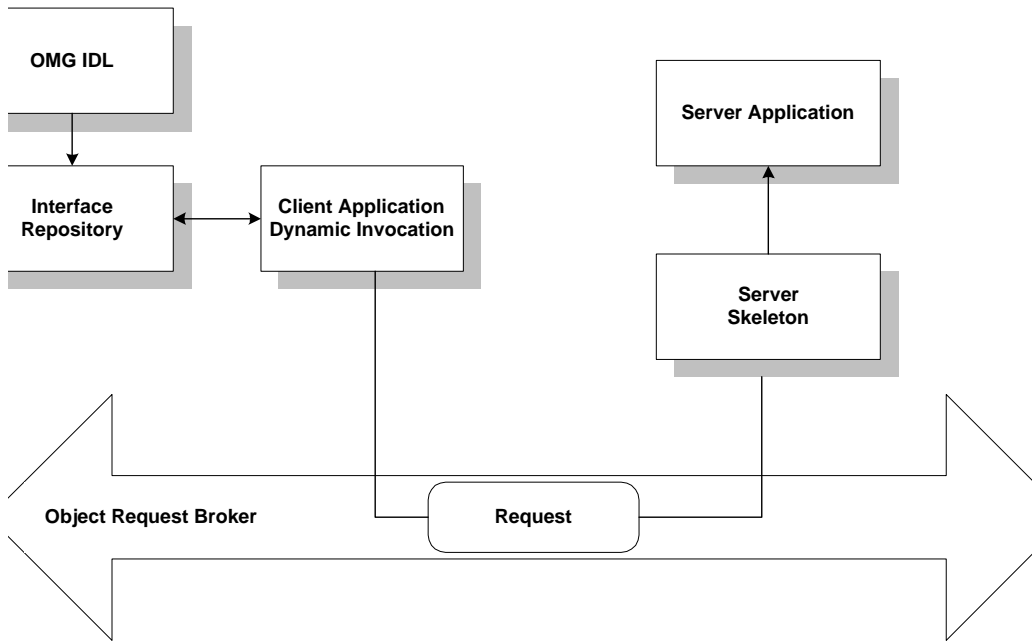 OMG IDL
Server Application
Interface
Repository
Client Application
Dynamic Invocation
Server
Skeleton
Object Request Broker
Request